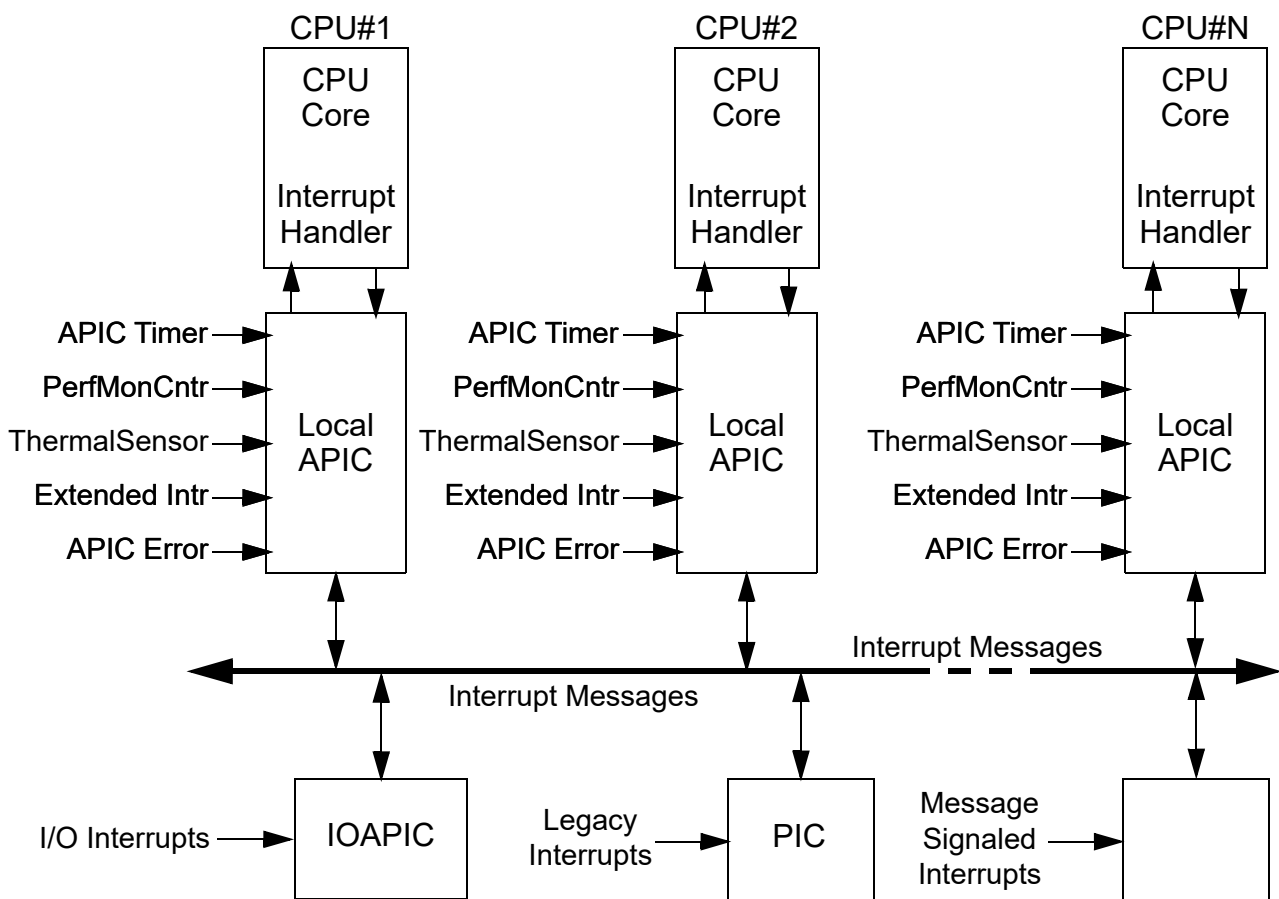 CPU#1
CPU#2
CPU#N
CPU
Core
Interrupt
Handler
CPU
Core
Interrupt
Handler
CPU
Core
Interrupt
Handler
APIC Timer
PerfMonCntr
ThermalSensor
Extended Intr
APIC Error
Local
APIC
APIC Timer
PerfMonCntr
ThermalSensor
Extended Intr
APIC Error
Local
APIC
APIC Timer
PerfMonCntr
ThermalSensor
Extended Intr
APIC Error
Local
APIC
Interrupt Messages
Interrupt Messages
I/O Interrupts
IOAPIC
Legacy
Interrupts
PIC
Message
Signaled
Interrupts